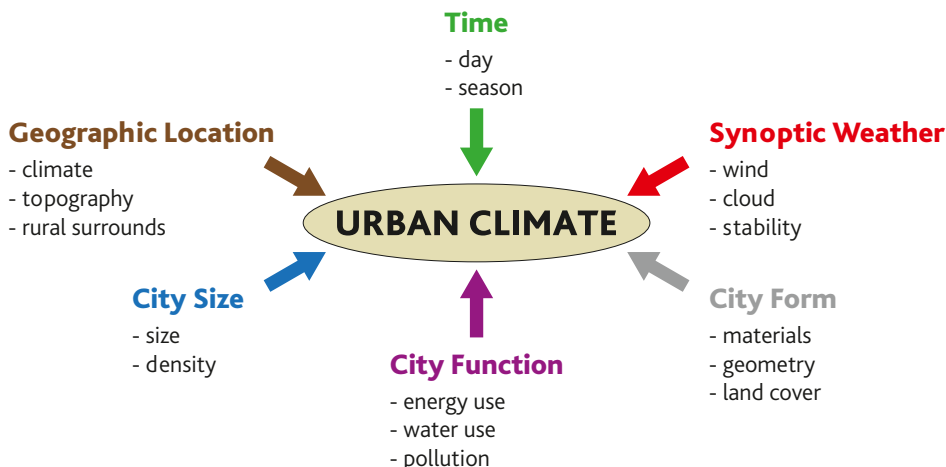 Time
- day
- season
Geographic Location
- climate
- topography
- rural surrounds
Synoptic Weather
- wind
- cloud
- stability
URBAN CLIMATE
City Size
- size
- density
City Function
- energy use
- water use
- pollution
City Form
- materials
- geometry
- land cover